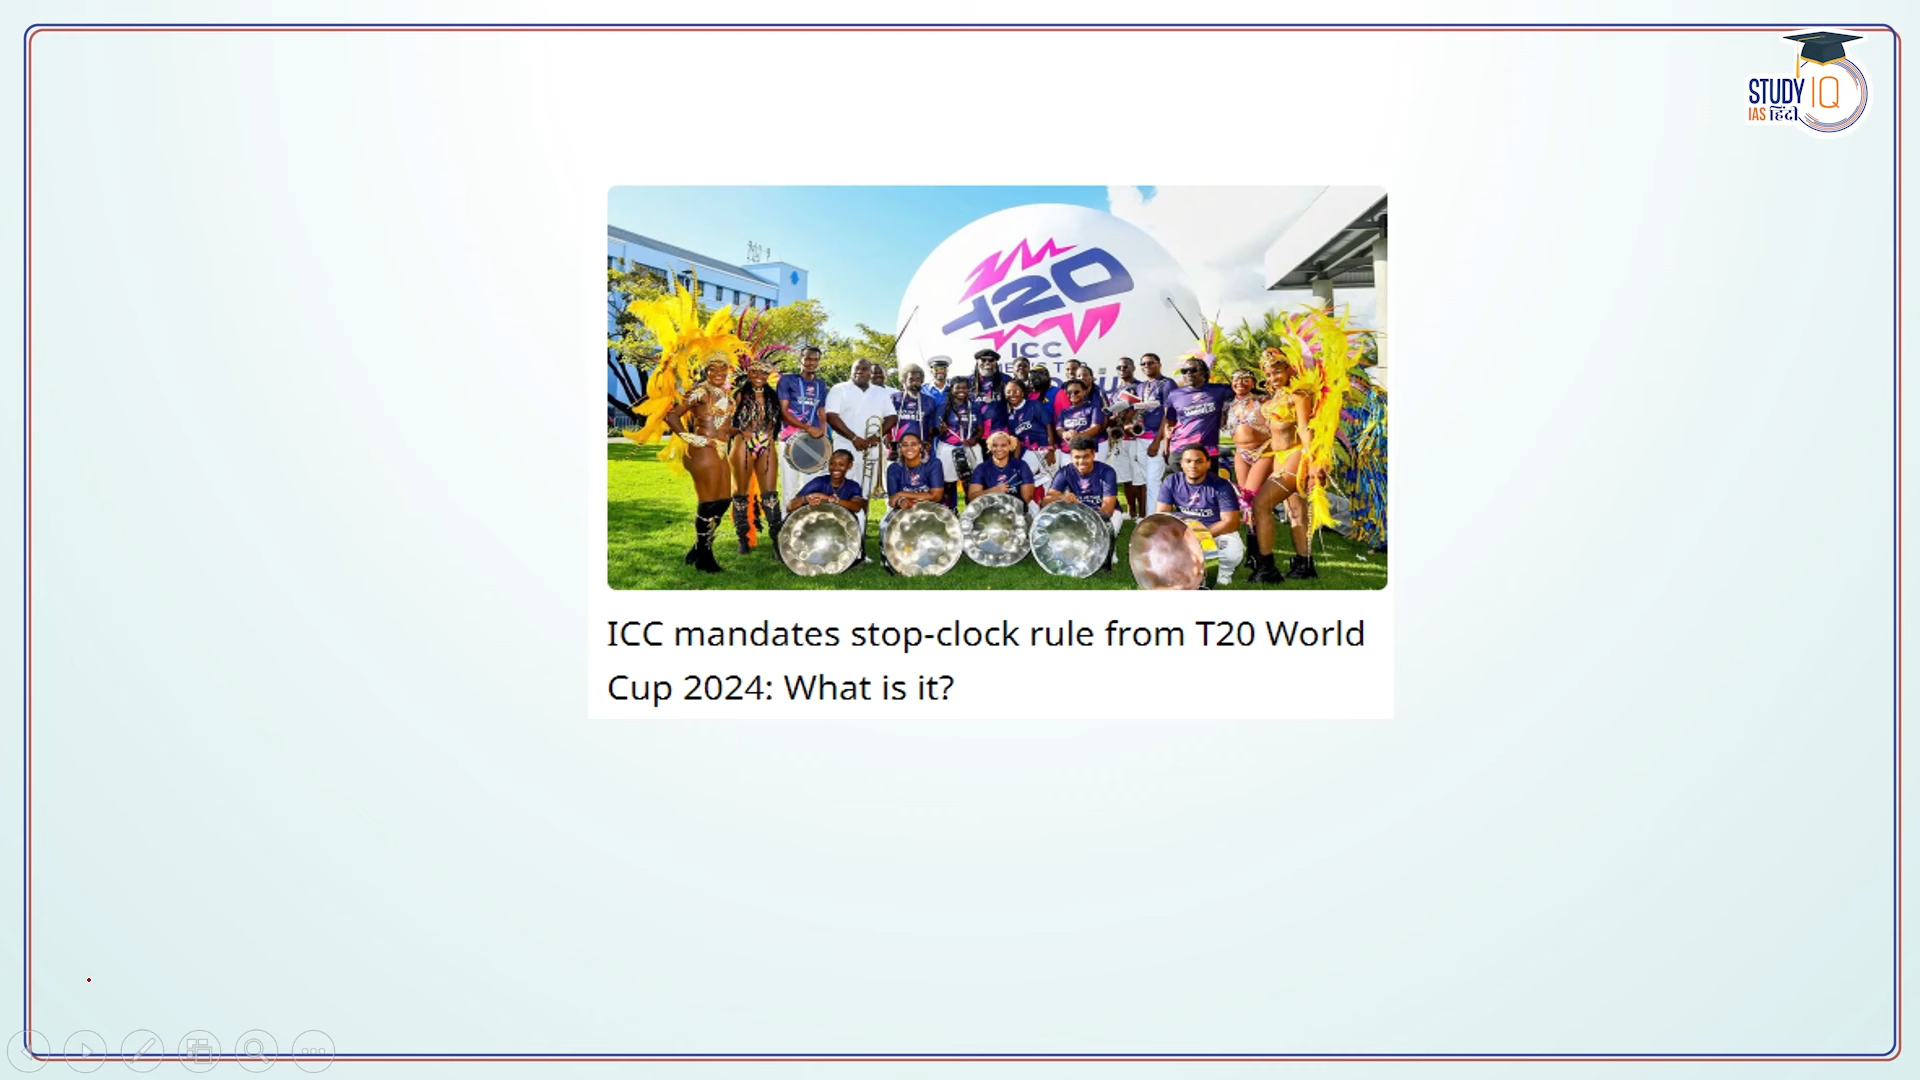 STUDY IQ
IAS हिंदी
T20
ICC
ICC mandates stop-clock rule from T20 World
Cup 2024: What is it?